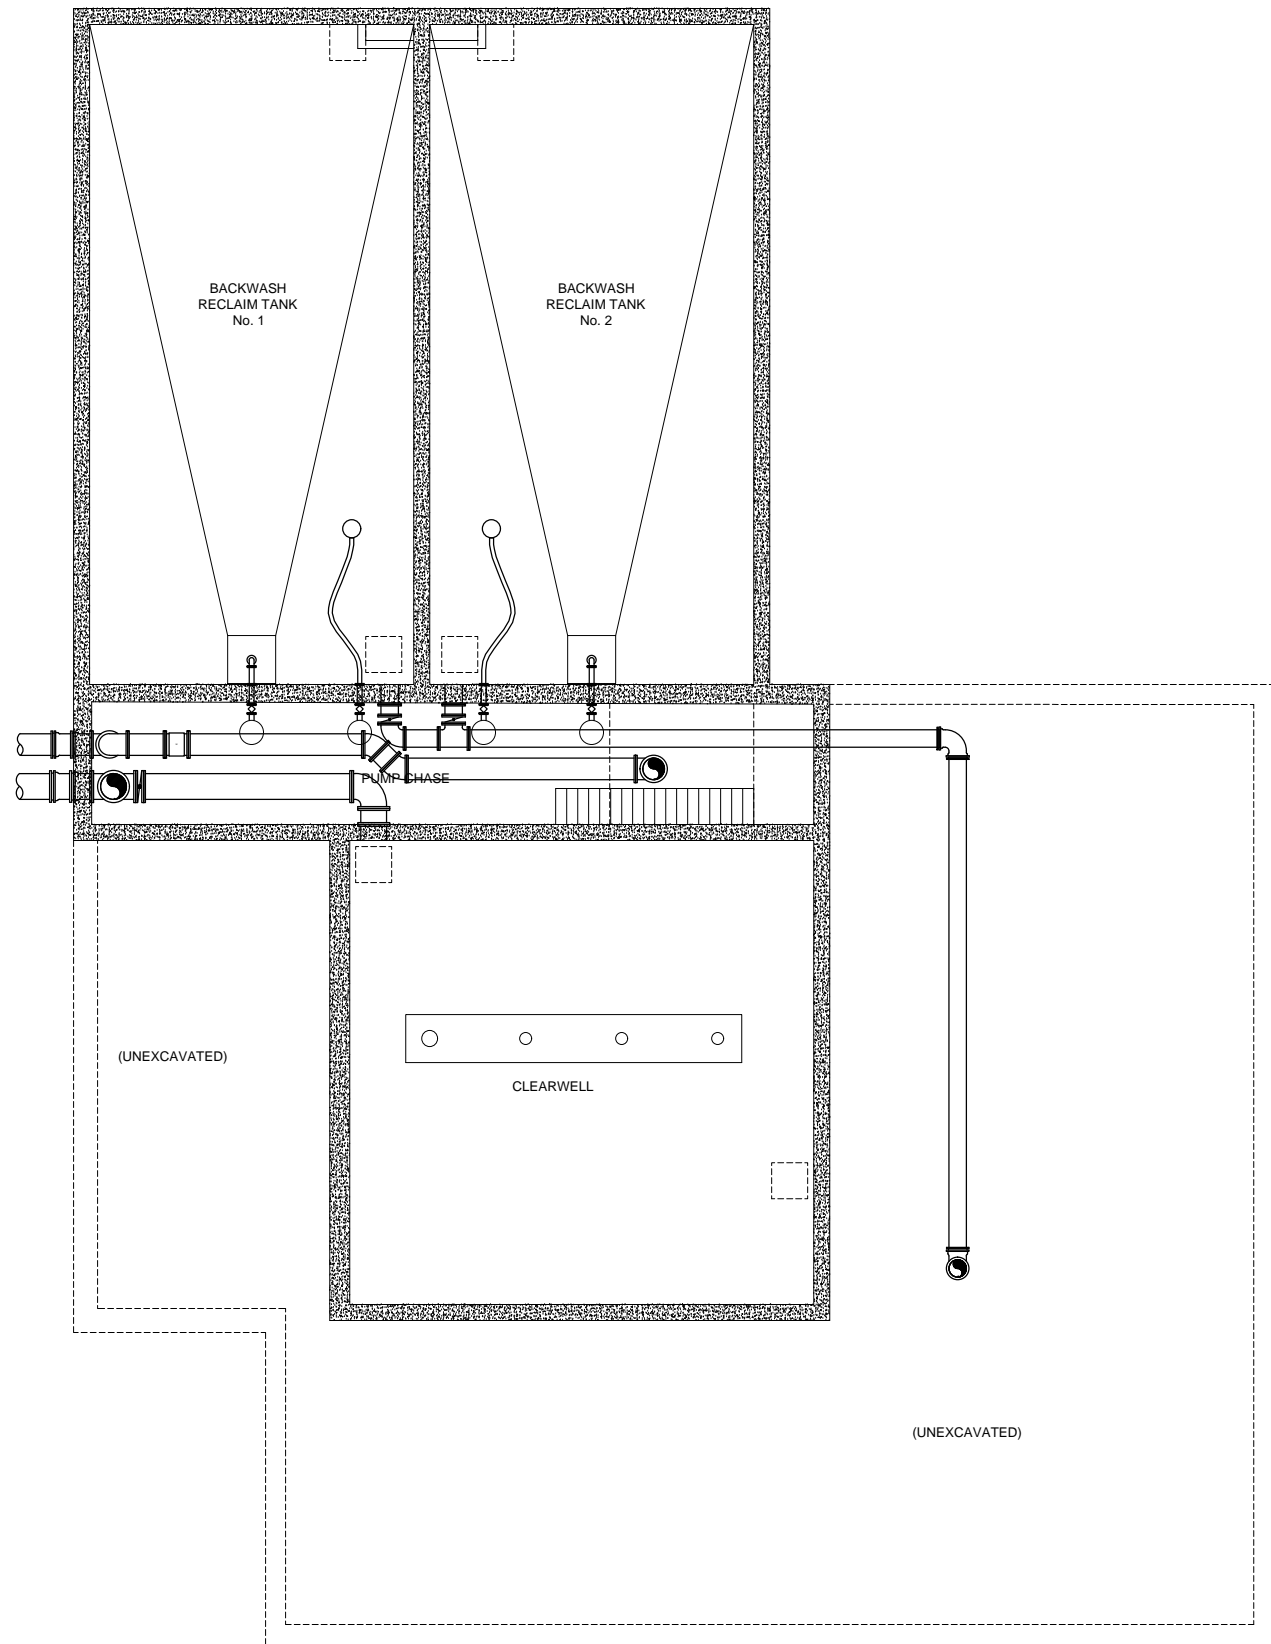 BACKWASH
RECLAIM TANK
No. 1
BACKWASH
RECLAIM TANK
No. 2
PUMP CHASE
(UNEXCAVATED)
CLEARWELL
(UNEXCAVATED)